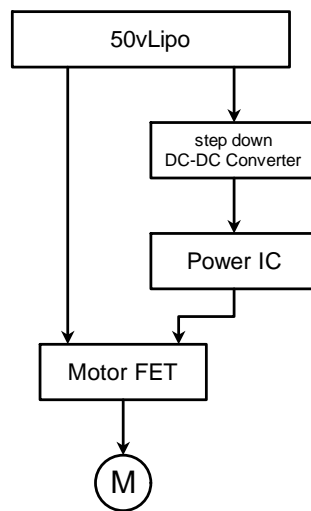 50vLipo
step down
DC-DC Converter
Power IC
Motor FET
M